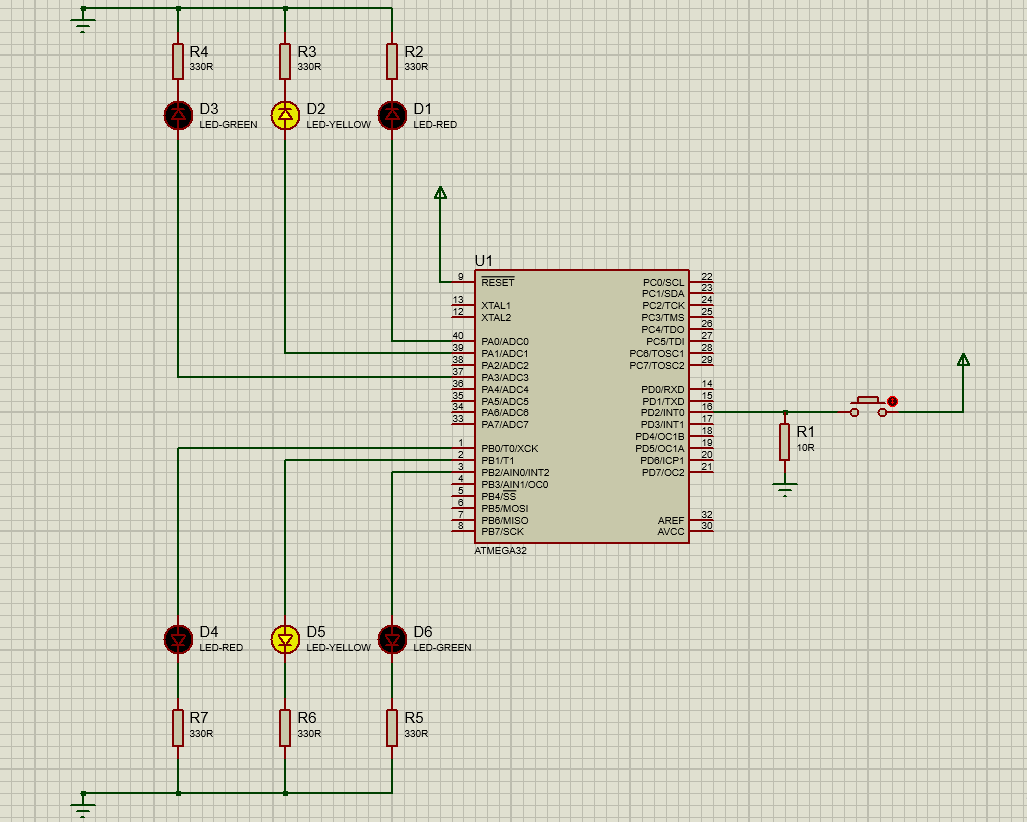 R4
330R
R3
330R
R2
330R
D3
LED-GREEN
D2
LED-YELLOW
D1
LED-RED
U1
9 RESET
13 XTAL1
12 XTAL2
40 PA0/ADC0
39 PA1/ADC1
38 PA2/ADC2
37 PA3/ADC3
36 PA4/ADC4
35 PA5/ADC5
34 PA6/ADC6
33 PA7/ADC7
1 PB0/T0/XCK
2 PB1/T1
3 PB2/AIN0/INT2
4 PB3/AIN1/OC0
5 PB4/SS
6 PB5/MOSI
7 PB6/MISO
8 PB7/SCK
PC0/SCL 22
PC1/SDA 23
PC2/TCK 24
PC3/TMS 25
PC4/TDO 26
PC5/TDI 27
PC6/TOSC1 28
PC7/TOSC2 29
PD0/RXD 14
PD1/TXD 15
PD2/INT0 16
PD3/INT1 17
PD4/OC1B 18
PD5/OC1A 19
PD6/ICP1 20
PD7/OC2 21
AREF 32
AVCC 30
ATMEGA32
R1
10R
D4
LED-RED
D5
LED-YELLOW
D6
LED-GREEN
R7
330R
R6
330R
R5
330R